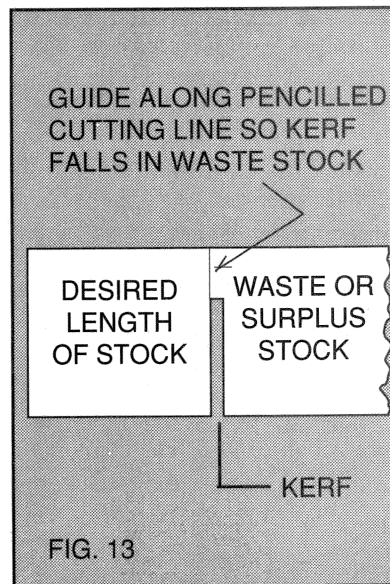 GUIDE ALONG PENCILLED
CUTTING LINE SO KERF
FALLS IN WASTE STOCK
DESIRED
LENGTH
OF STOCK
WASTE OR
SURPLUS
STOCK
KERF
FIG. 13